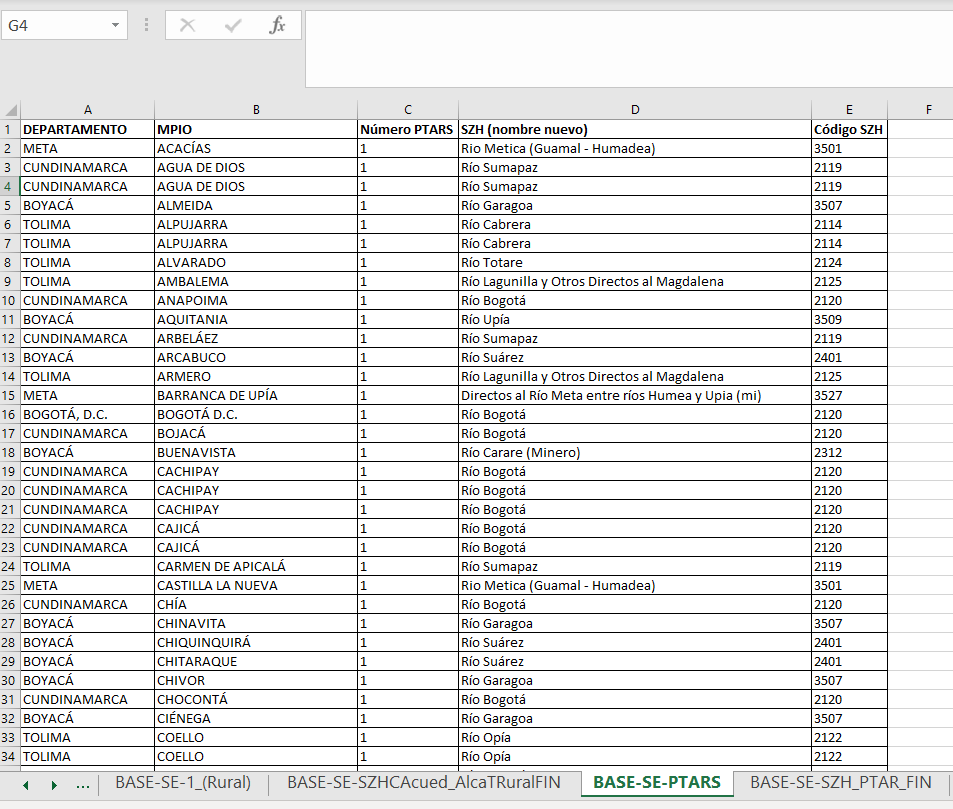 G4 fx
A B C D E F
1 DEPARTAMENTO MPIO Número PTARS SZH (nombre nuevo) Código SZH
2 META ACACÍAS 1 Rio Metica (Guamal - Humadea) 3501
3 CUNDINAMARCA AGUA DE DIOS 1 Río Sumapaz 2119
4 CUNDINAMARCA AGUA DE DIOS 1 Río Sumapaz 2119
5 BOYACÁ ALMEIDA 1 Río Garagoa 3507
6 TOLIMA ALPUJARRA 1 Río Cabrera 2114
7 TOLIMA ALPUJARRA 1 Río Cabrera 2114
8 TOLIMA ALVARADO 1 Río Totare 2124
9 TOLIMA AMBALEMA 1 Río Lagunilla y Otros Directos al Magdalena 2125
10 CUNDINAMARCA ANAPOIMA 1 Río Bogotá 2120
11 BOYACÁ AQUITANIA 1 Río Upía 3509
12 CUNDINAMARCA ARBELÁEZ 1 Río Sumapaz 2119
13 BOYACÁ ARCABUCO 1 Río Suárez 2401
14 TOLIMA ARMERO 1 Río Lagunilla y Otros Directos al Magdalena 2125
15 META BARRANCA DE UPÍA 1 Directos al Río Meta entre ríos Humea y Upia (mi) 3527
16 BOGOTÁ, D.C. BOGOTÁ D.C. 1 Río Bogotá 2120
17 CUNDINAMARCA BOJACÁ 1 Río Bogotá 2120
18 BOYACÁ BUENAVISTA 1 Río Carare (Minero) 2312
19 CUNDINAMARCA CACHIPAY 1 Río Bogotá 2120
20 CUNDINAMARCA CACHIPAY 1 Río Bogotá 2120
21 CUNDINAMARCA CACHIPAY 1 Río Bogotá 2120
22 CUNDINAMARCA CAJICÁ 1 Río Bogotá 2120
23 CUNDINAMARCA CAJICÁ 1 Río Bogotá 2120
24 TOLIMA CARMEN DE APICALÁ 1 Río Sumapaz 2119
25 META CASTILLA LA NUEVA 1 Rio Metica (Guamal - Humadea) 3501
26 CUNDINAMARCA CHÍA 1 Río Bogotá 2120
27 BOYACÁ CHINAVITA 1 Río Garagoa 3507
28 BOYACÁ CHIQUINQUIRÁ 1 Río Suárez 2401
29 BOYACÁ CHITARAQUE 1 Río Suárez 2401
30 BOYACÁ CHIVOR 1 Río Garagoa 3507
31 CUNDINAMARCA CHOCONTÁ 1 Río Bogotá 2120
32 BOYACÁ CIÉNEGA 1 Río Garagoa 3507
33 TOLIMA COELLO 1 Río Opía 2122
34 TOLIMA COELLO 1 Río Opía 2122
... BASE-SE-1_(Rural) BASE-SE-SZHCAcued_AlcaTRuralFIN BASE-SE-PTARS BASE-SE-SZH_PTAR_FIN